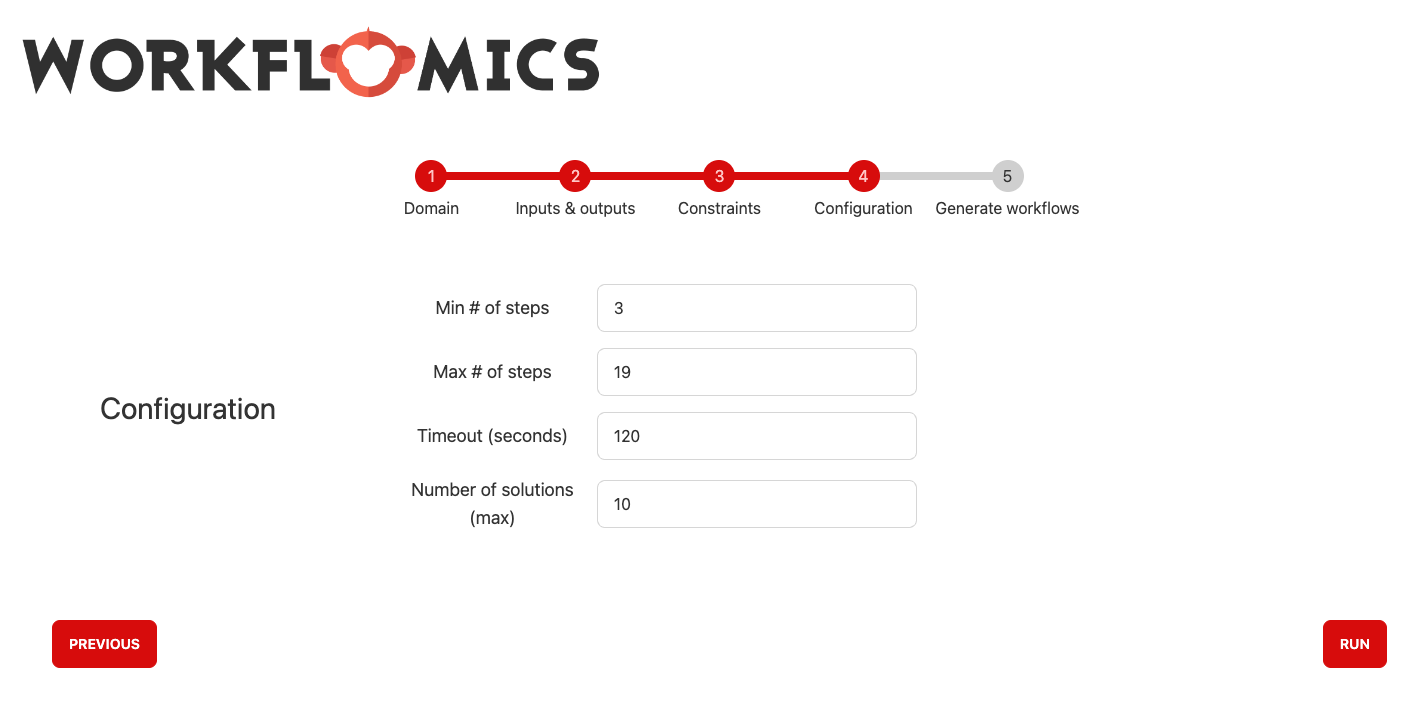 WORKFLOMICS
1 2 3 4 5
Domain Inputs & outputs Constraints Configuration Generate workflows
Min # of steps 3
Max # of steps 19
Configuration
Timeout (seconds) 120
Number of solutions
(max) 10
PREVIOUS RUN